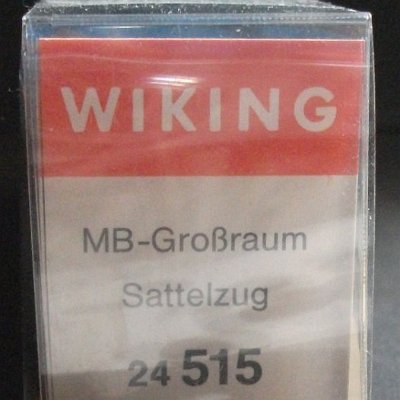 WIKING
MB-Großraum
Sattelzug
24 515